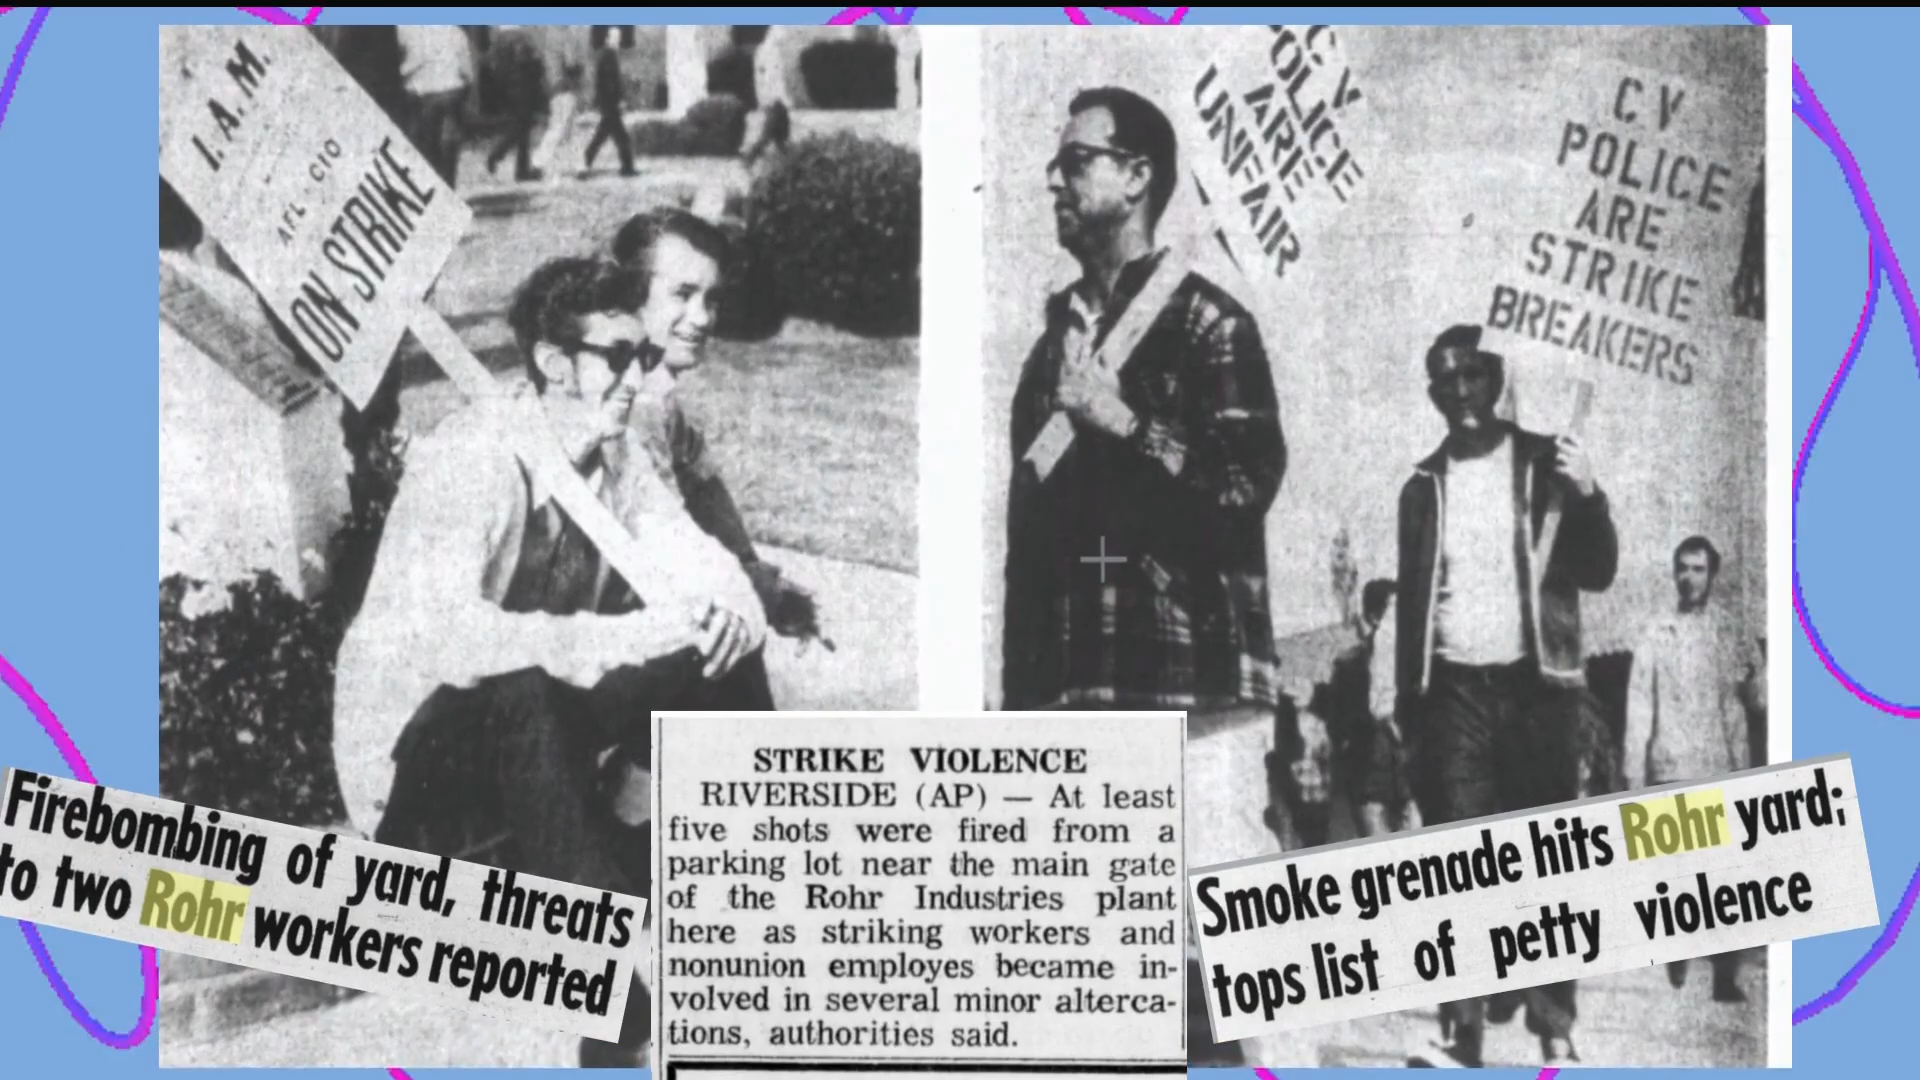 I. A. M.
AFL - CIO
ON STRIKE
C V
POLICE
ARE
UNFAIR
C V
POLICE
ARE
STRIKE
BREAKERS
Firebombing of yard, threats
to two Rohr workers reported
STRIKE VIOLENCE
RIVERSIDE (AP) — At least
five shots were fired from a
parking lot near the main gate
of the Rohr Industries plant
here as striking workers and
nonunion employes became in-
volved in several minor alterca-
tions, authorities said.
Smoke grenade hits Rohr yard;
tops list of petty violence